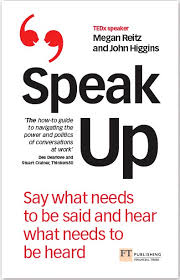 TEDx speaker
Megan Reitz
and John Higgins
Speak
Up
'The how-to guide
to navigating the
power and politics
of conversations
at work'
Des Dearlove and
Stuart Crainer, Thinkers50
Say what needs
to be said and hear
what needs to
be heard
FT PUBLISHING
FINANCIAL TIMES